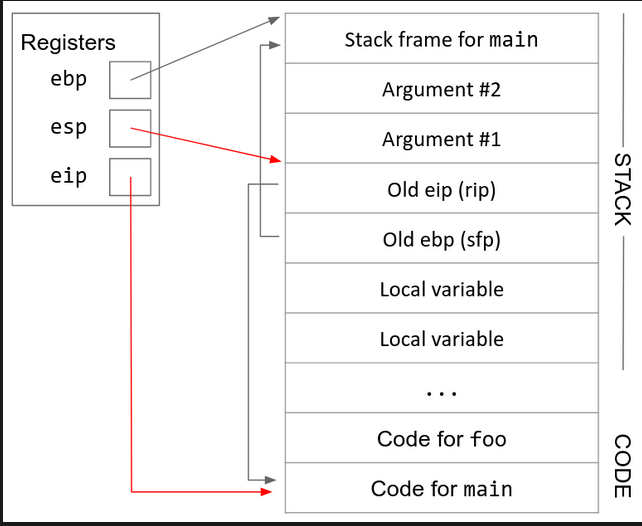 Registers
ebp
esp
eip
Stack frame for main
Argument #2
Argument #1
Old eip (rip)
Old ebp (sfp)
Local variable
Local variable
...
Code for foo
Code for main
STACK
CODE